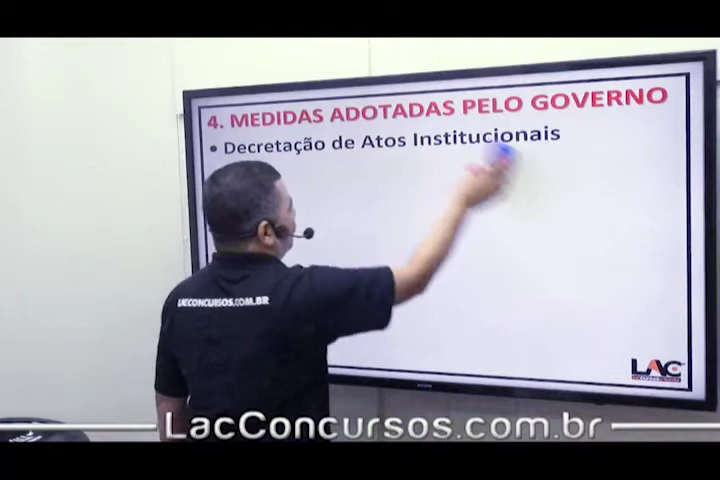 4. MEDIDAS ADOTADAS PELO GOVERNO
• Decretação de Atos Institucionais
LACCONCURSOS.COM.BR
LAC
LacConcursos.com.br